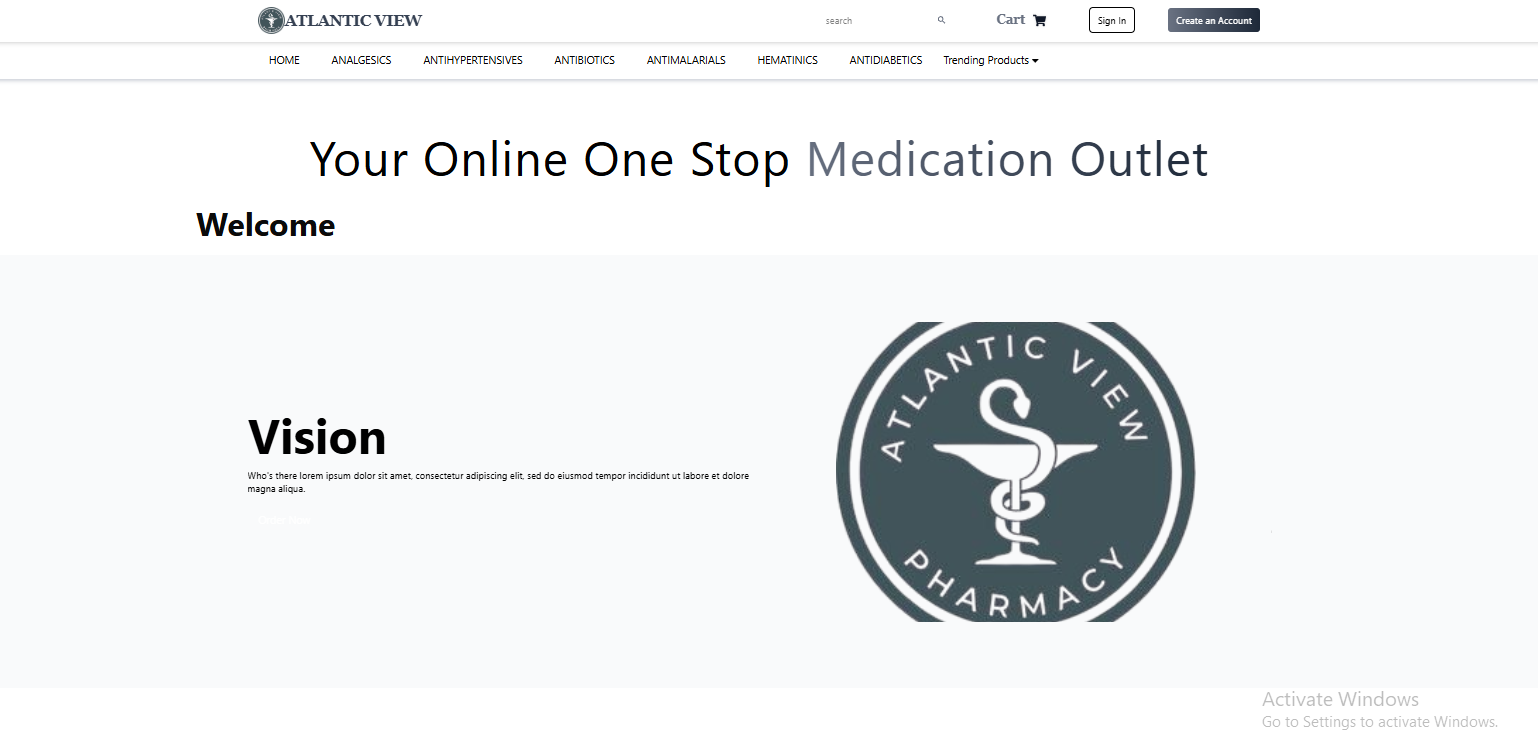 ATLANTIC VIEW
search
Cart
Sign In
Create an Account
HOME ANALGESICS ANTIHYPERTENSIVES ANTIBIOTICS ANTIMALARIALS HEMATINICS ANTIDIABETICS Trending Products
Your Online One Stop Medication Outlet
Welcome
ATLANTIC VIEW
PHARMACY
Vision
Who's there lorem ipsum dolor sit amet, consectetur adipiscing elit, sed do eiusmod tempor incididunt ut labore et dolore
magna aliqua.
Activate Windows
Go to Settings to activate Windows.